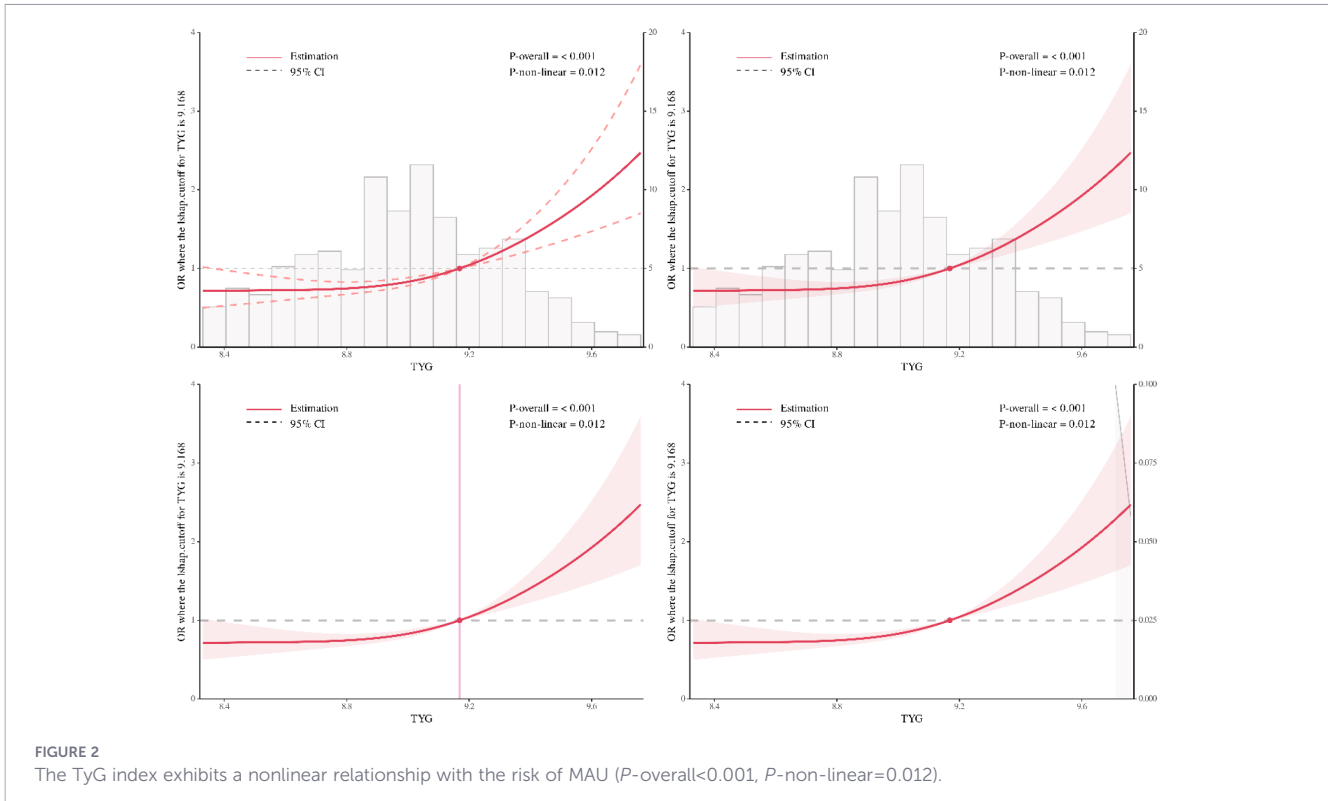 4
20
Estimation
P-overall = < 0.001
95% CI
P-non-linear = 0.012
3
15
OR where the lshap.cutoff for TYG is 9.168
2
10
1
5
0
0
8.4
8.8
9.2
9.6
TYG
4
20
Estimation
P-overall = < 0.001
95% CI
P-non-linear = 0.012
3
15
OR where the lshap.cutoff for TYG is 9.168
2
10
1
5
0
0
8.4
8.8
9.2
9.6
TYG
4
Estimation
P-overall = < 0.001
95% CI
P-non-linear = 0.012
3
OR where the lshap.cutoff for TYG is 9.168
2
1
0
8.4
8.8
9.2
9.6
TYG
4
0.100
Estimation
P-overall = < 0.001
95% CI
P-non-linear = 0.012
3
0.075
OR where the lshap.cutoff for TYG is 9.168
2
0.050
1
0.025
0
0.000
8.4
8.8
9.2
9.6
TYG
FIGURE 2
The TyG index exhibits a nonlinear relationship with the risk of MAU (P-overall<0.001, P-non-linear=0.012).